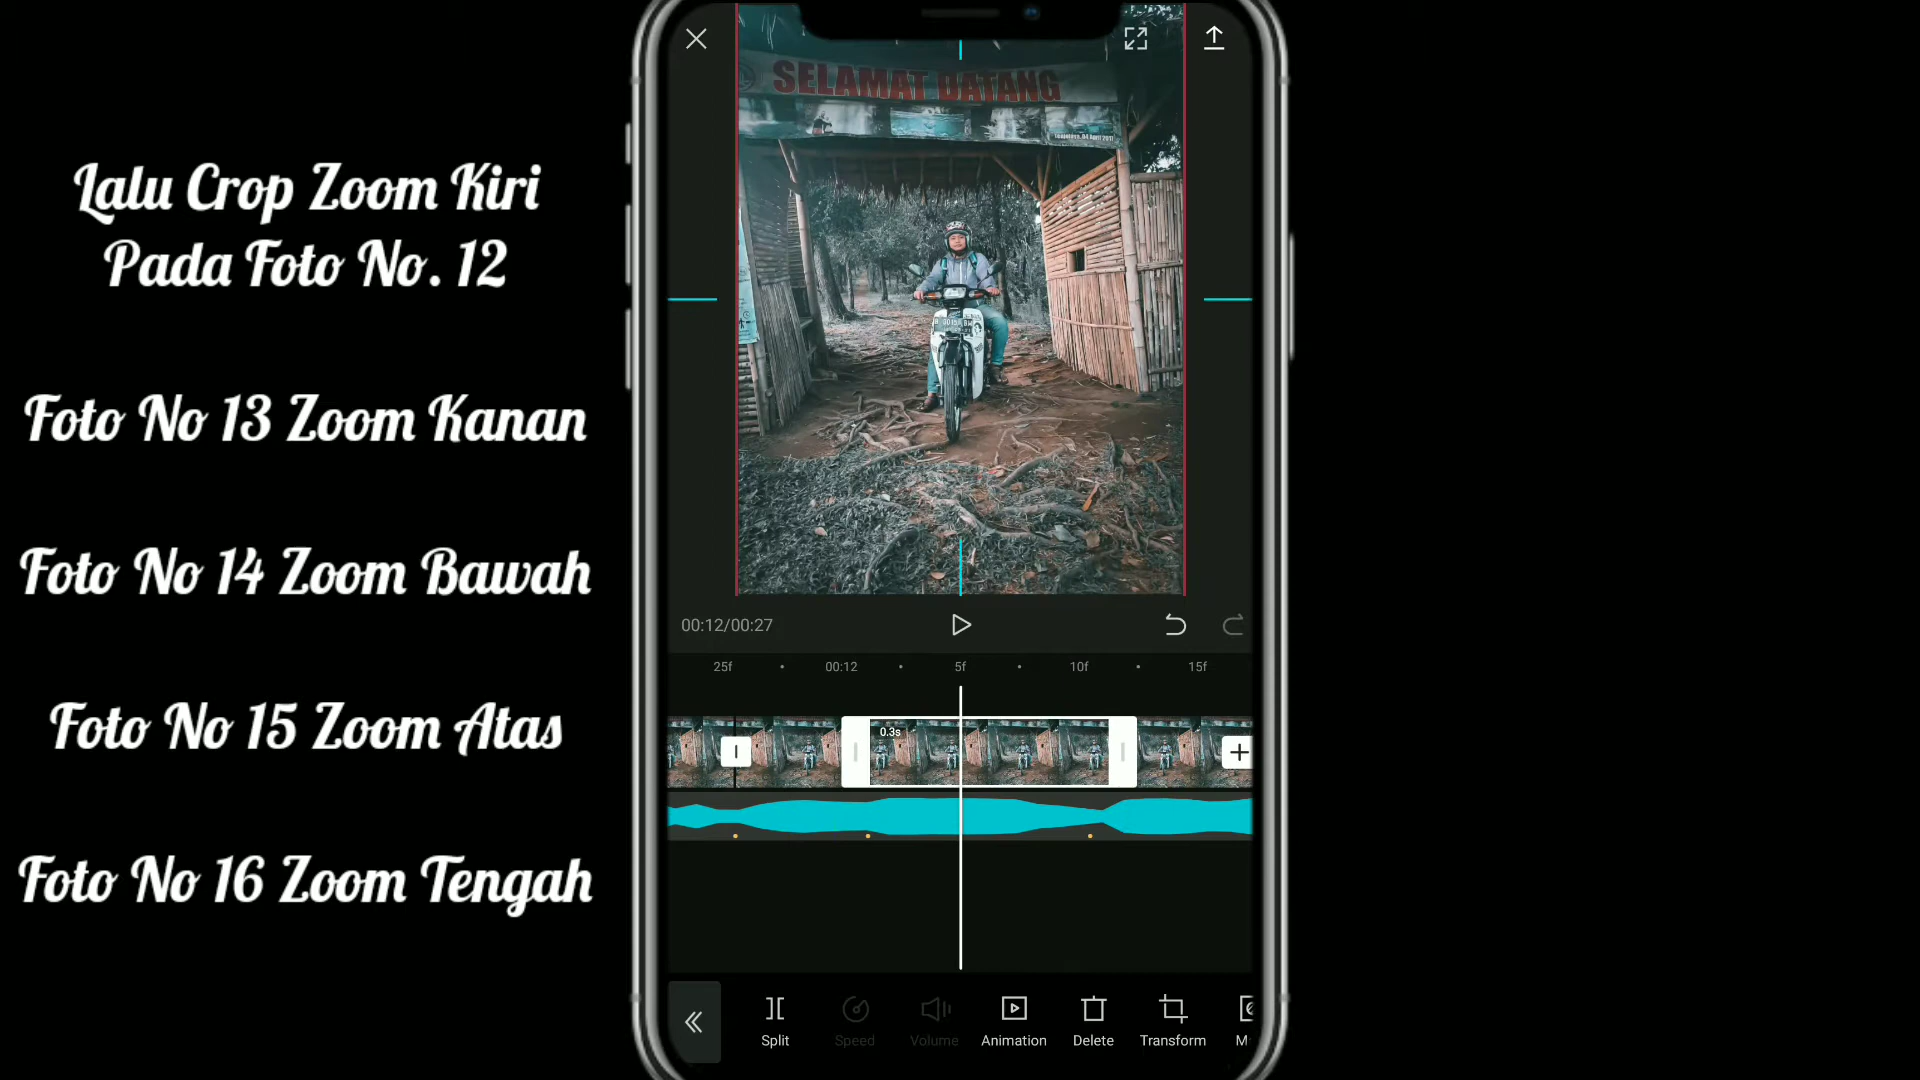 Lalu Crop Zoom Kiri
Pada Foto No. 12
Foto No 13 Zoom Kanan
Foto No 14 Zoom Bawah
Foto No 15 Zoom Atas
Foto No 16 Zoom Tengah
SELAMAT DATANG
00:12/00:27
25f
00:12
5f
10f
15f
0.3s
Split
Speed
Volume
Animation
Delete
Transform
M